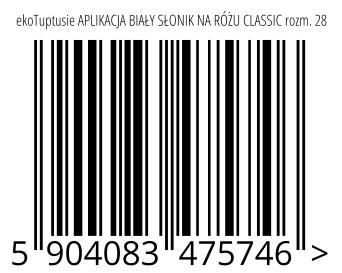 ekoTuptusie APLIKACJA BIAŁY SŁONIK NA RÓŻU CLASSIC rozm. 28
5 904083 475746 >